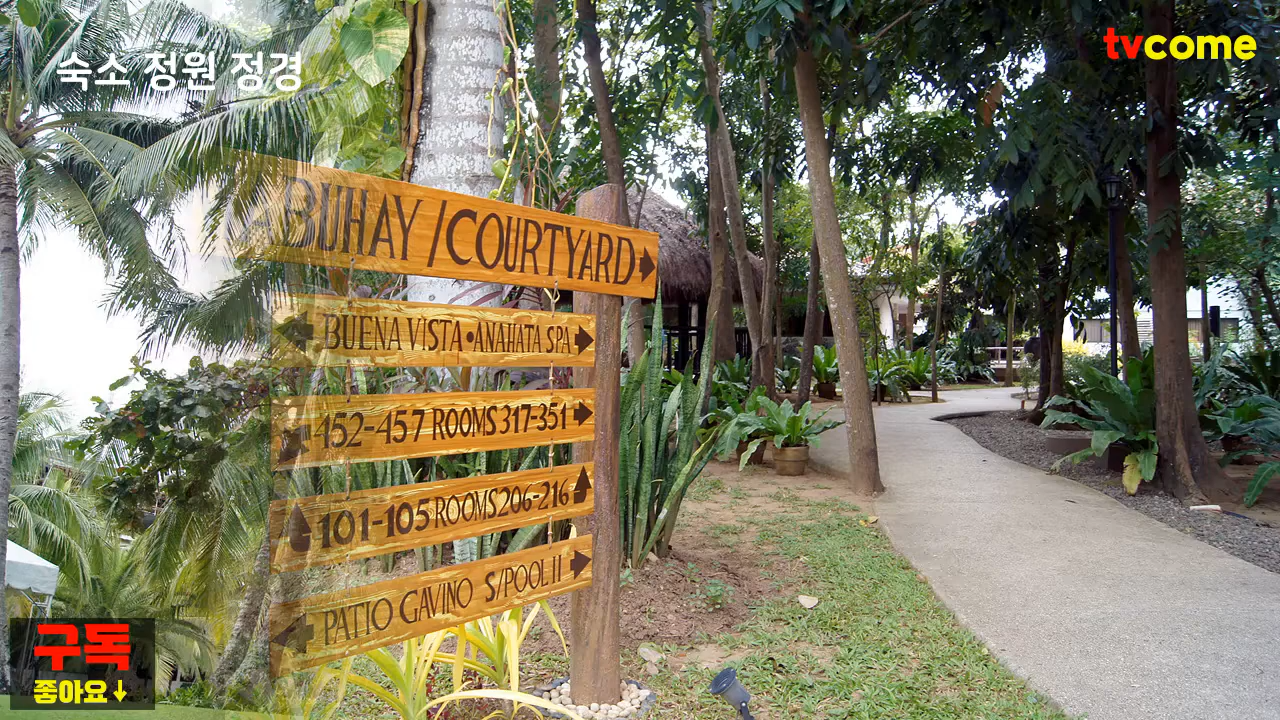 숙소 정원 정경
tvcome
BUHAY / COURTYARD
BUENA VISTA • ANAHATA SPA
452-457 ROOMS 317-351
101-105 ROOMS 206-216
PATIO GAVINO S/POOL II
구독
좋아요↓